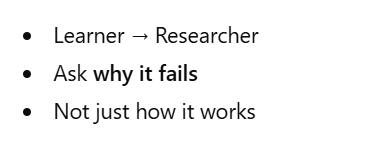 • Learner → Researcher
• Ask why it fails
• Not just how it works